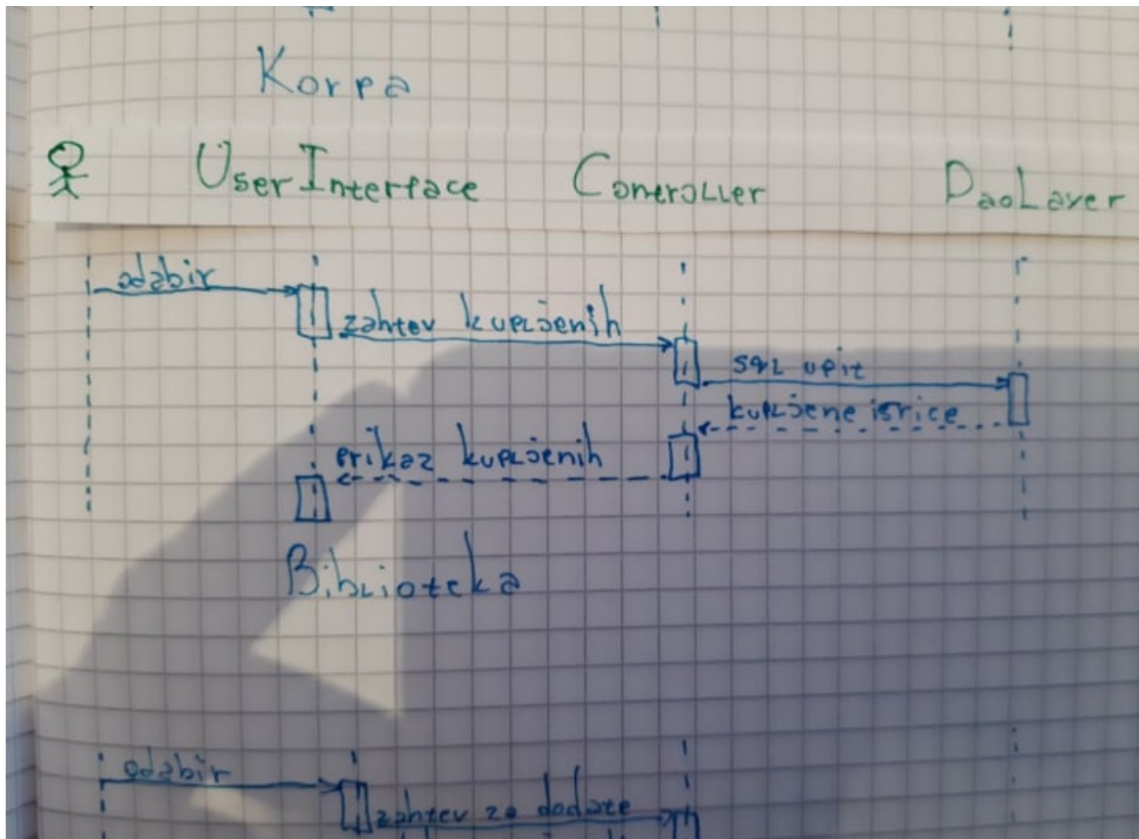 Korpa
UserInterface Controller DaoLayer
odabir
zahtev kupljenih
sql upit
kupljene igrice
prikaz kupljenih
Biblioteka
odabir
zahtev za dodate